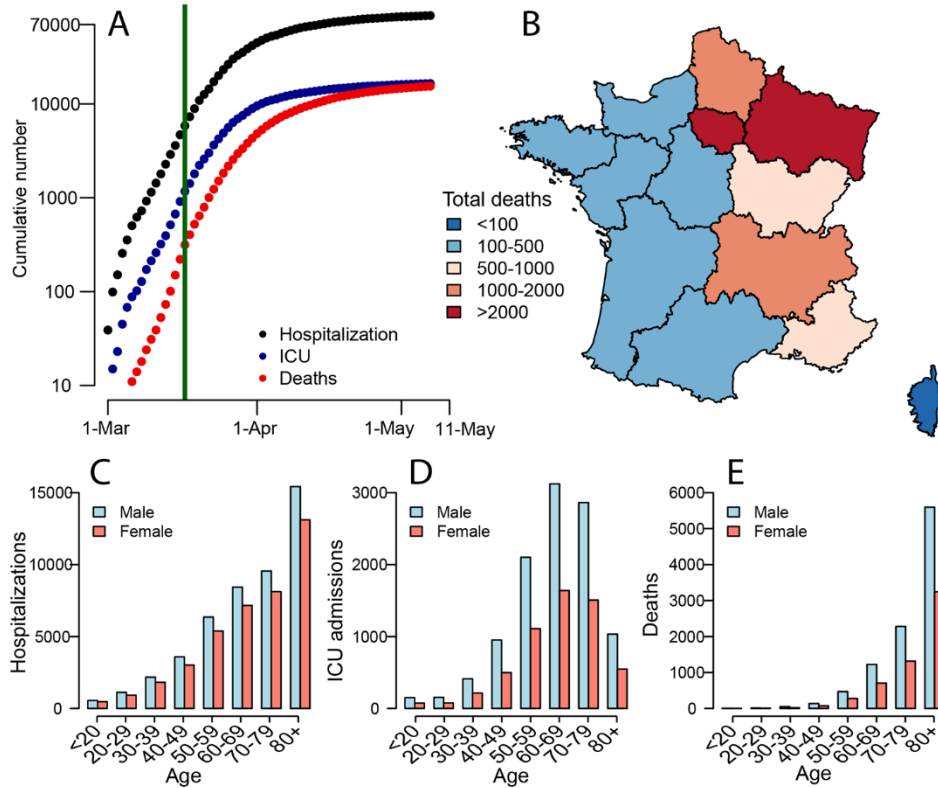 A
70000
10000
1000
100
10
Cumulative number
Hospitalization
ICU
Deaths
1-Mar
1-Apr
1-May
11-May
B
Total deaths
<100
100-500
500-1000
1000-2000
>2000
C
15000
10000
5000
0
Hospitalizations
Male
Female
<20
20-29
30-39
40-49
50-59
60-69
70-79
80+
Age
D
3000
2000
1000
0
ICU admissions
Male
Female
<20
20-29
30-39
40-49
50-59
60-69
70-79
80+
Age
E
6000
5000
4000
3000
2000
1000
0
Deaths
Male
Female
<20
20-29
30-39
40-49
50-59
60-69
70-79
80+
Age